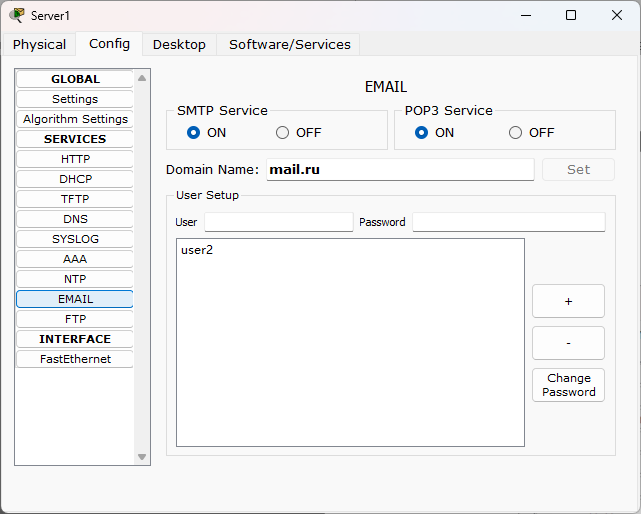 Server1
Physical Config Desktop Software/Services
GLOBAL
Settings
Algorithm Settings
SERVICES
HTTP
DHCP
TFTP
DNS
SYSLOG
AAA
NTP
EMAIL
FTP
INTERFACE
FastEthernet
EMAIL
SMTP Service
ON OFF
POP3 Service
ON OFF
Domain Name: mail.ru Set
User Setup
User Password
user2
+
-
Change
Password